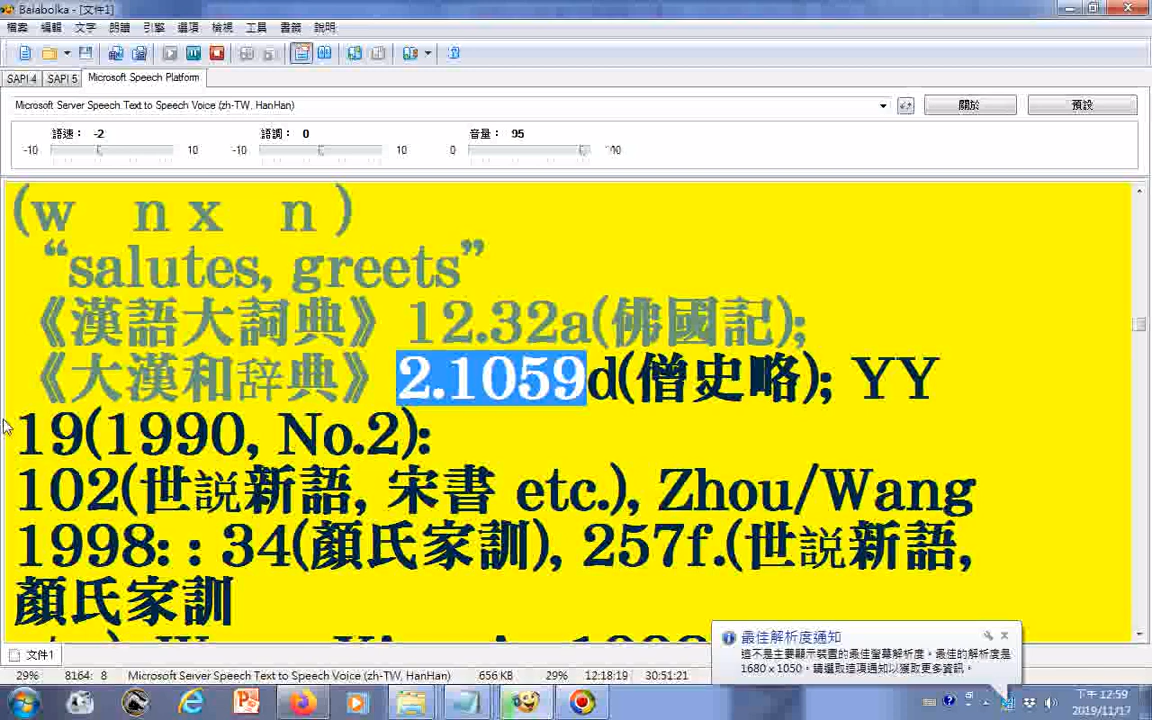 Balabolka - [文件1]
檔案 編輯 文字 朗讀 引擎 選項 檢視 工具 書籤 說明
SAPI 4 SAPI 5 Microsoft Speech Platform
Microsoft Server Speech Text to Speech Voice (zh-TW, HanHan) 關於 預設
語速： -2 語調： 0 音量： 95
-10 10 -10 10 0 100
(w n x n )
“salutes, greets”
《漢語大詞典》 12.32a(佛國記);
《大漢和辞典》 2.1059d(僧史略); YY
19(1990, No.2):
102(世説新語, 宋書 etc.), Zhou/Wang
1998: : 34(顏氏家訓), 257f.(世説新語,
顏氏家訓
最佳解析度通知
這不是主要顯示裝置的最佳螢幕解析度。最佳的解析度是
1680 x 1050。請選取這項通知以獲取更多資訊。
文件1
29% 8164: 8 Microsoft Server Speech Text to Speech Voice (zh-TW, HanHan) 656 KB 29% 12:18:19 30:51:21
下午 12:59
2019/11/17